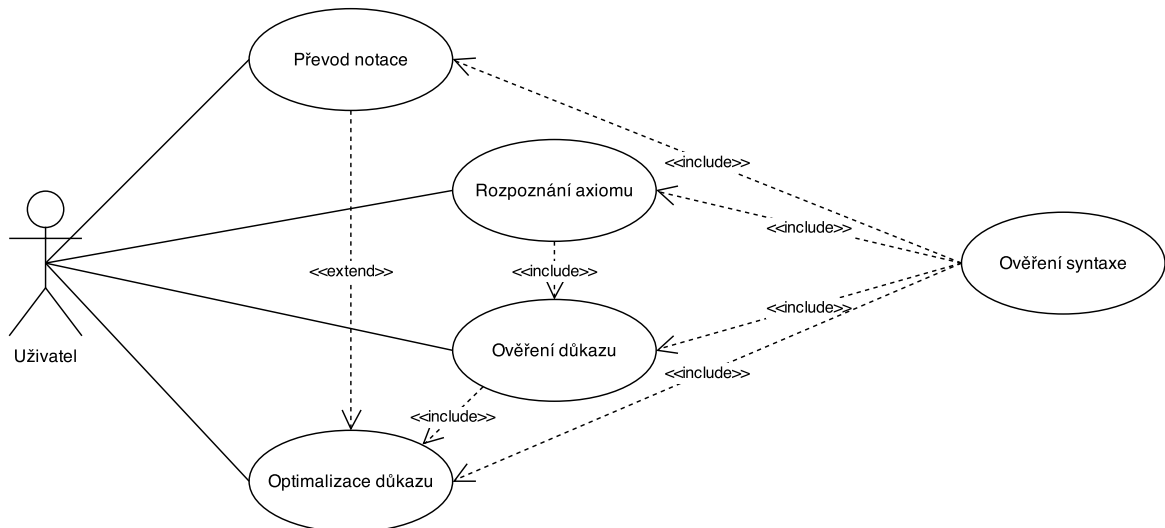 Převod notace
<<include>>
Rozpoznání axiomu
<<include>>
Ověření syntaxe
<<extend>>
<<include>>
<<include>>
Ověření důkazu
Uživatel
<<include>>
<<include>>
Optimalizace důkazu